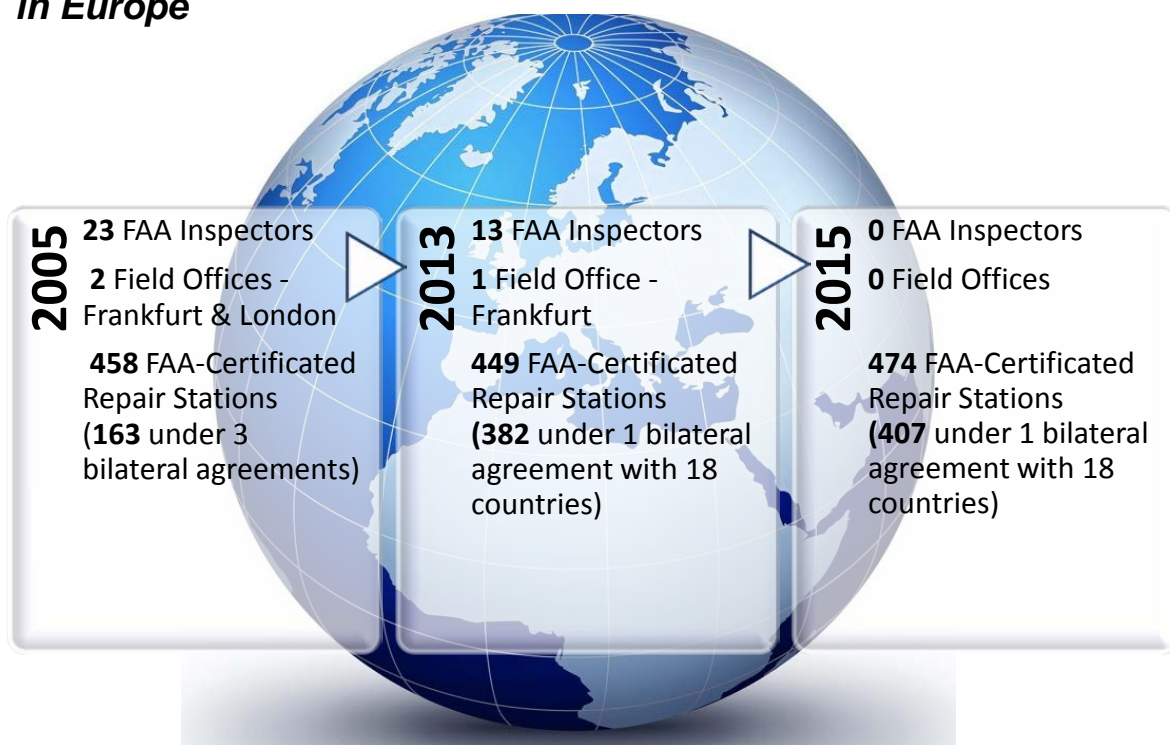 in Europe
2005
23 FAA Inspectors
2 Field Offices -
Frankfurt & London
458 FAA-Certificated
Repair Stations
(163 under 3
bilateral agreements)
2013
13 FAA Inspectors
1 Field Office -
Frankfurt
449 FAA-Certificated
Repair Stations
(382 under 1 bilateral
agreement with 18
countries)
2015
0 FAA Inspectors
0 Field Offices
474 FAA-Certificated
Repair Stations
(407 under 1 bilateral
agreement with 18
countries)